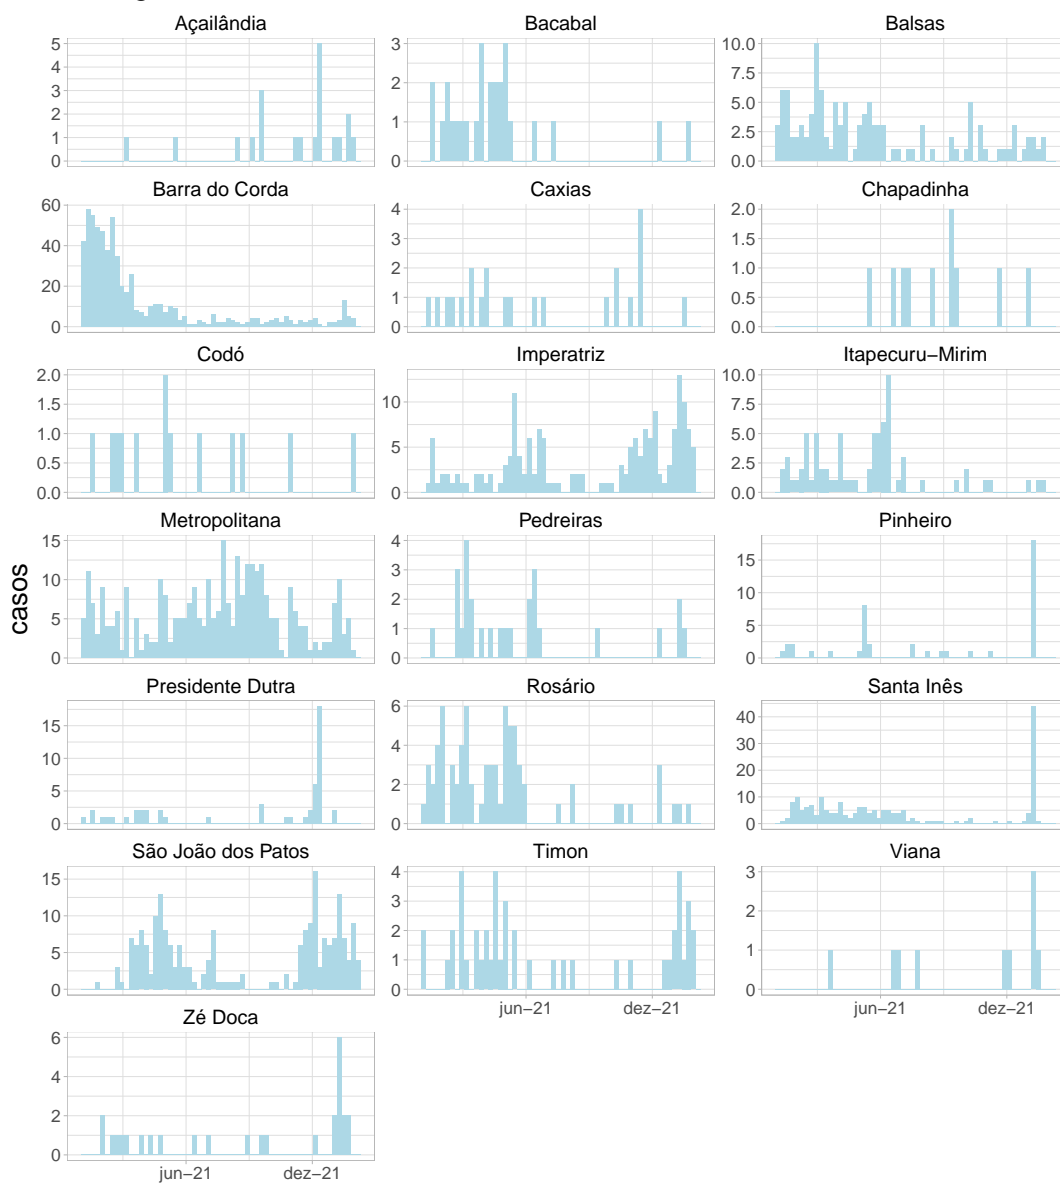 Açailândia Bacabal Balsas
5 4 3 2 1 0
3 2 1 0
10.0 7.5 5.0 2.5 0.0
Barra do Corda Caxias Chapadinha
60 40 20 0
4 3 2 1 0
2.0 1.5 1.0 0.5 0.0
Codó Imperatriz Itapecuru−Mirim
2.0 1.5 1.0 0.5 0.0
10 5 0
10.0 7.5 5.0 2.5 0.0
Metropolitana Pedreiras Pinheiro
15 10 5 0
4 3 2 1 0
15 10 5 0
casos
Presidente Dutra Rosário Santa Inês
15 10 5 0
6 4 2 0
40 30 20 10 0
São João dos Patos Timon Viana
15 10 5 0
4 3 2 1 0
3 2 1 0
jun−21 dez−21 jun−21 dez−21
Zé Doca
6 4 2 0
jun−21 dez−21